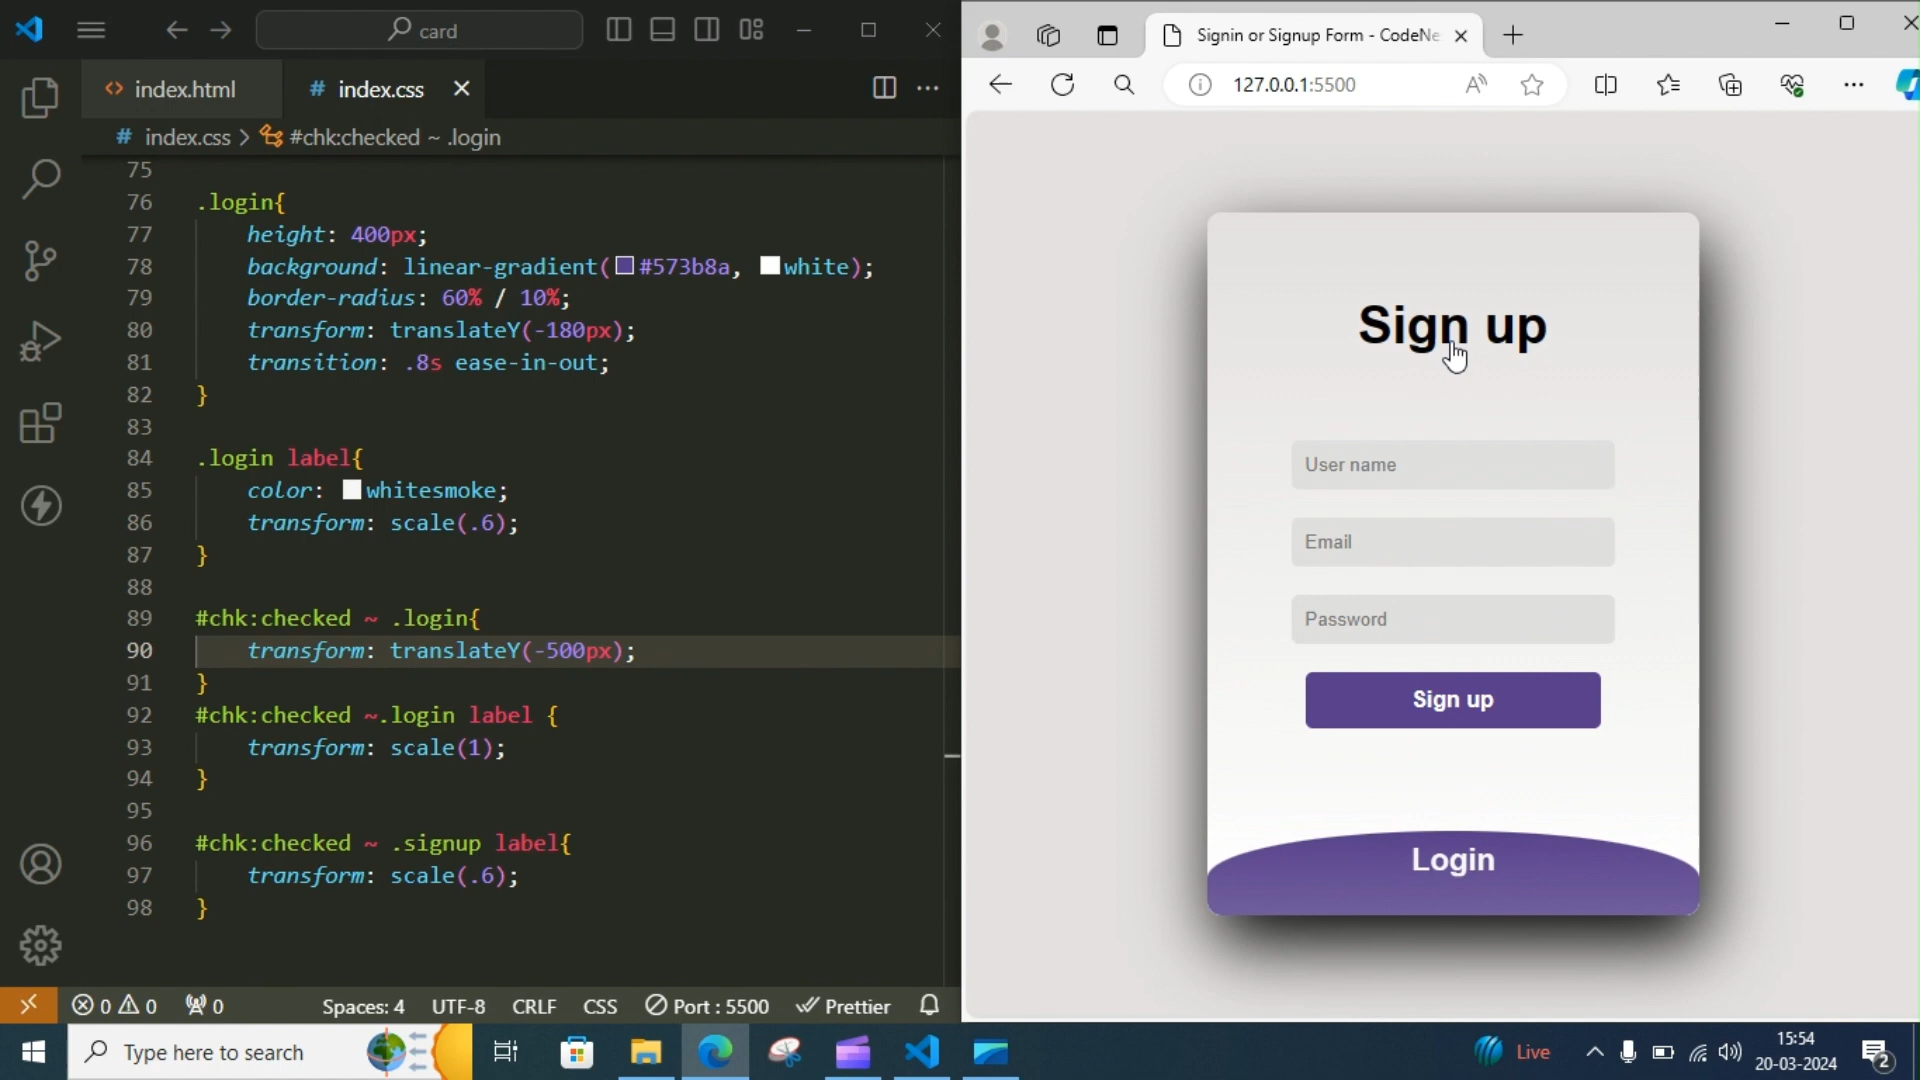 card
index.html
# index.css
# index.css > #chk:checked ~ .login
75
76 .login{
77 height: 400px;
78 background: linear-gradient(#573b8a, white);
79 border-radius: 60% / 10%;
80 transform: translateY(-180px);
81 transition: .8s ease-in-out;
82 }
83
84 .login label{
85 color: whitesmoke;
86 transform: scale(.6);
87 }
88
89 #chk:checked ~ .login{
90 transform: translateY(-500px);
91 }
92 #chk:checked ~.login label {
93 transform: scale(1);
94 }
95
96 #chk:checked ~ .signup label{
97 transform: scale(.6);
98 }
0 0 0 Spaces: 4 UTF-8 CRLF CSS Port : 5500 Prettier
Signin or Signup Form - CodeNe
127.0.0.1:5500
Sign up
User name
Email
Password
Sign up
Login
Type here to search
Live
15:54
20-03-2024
2